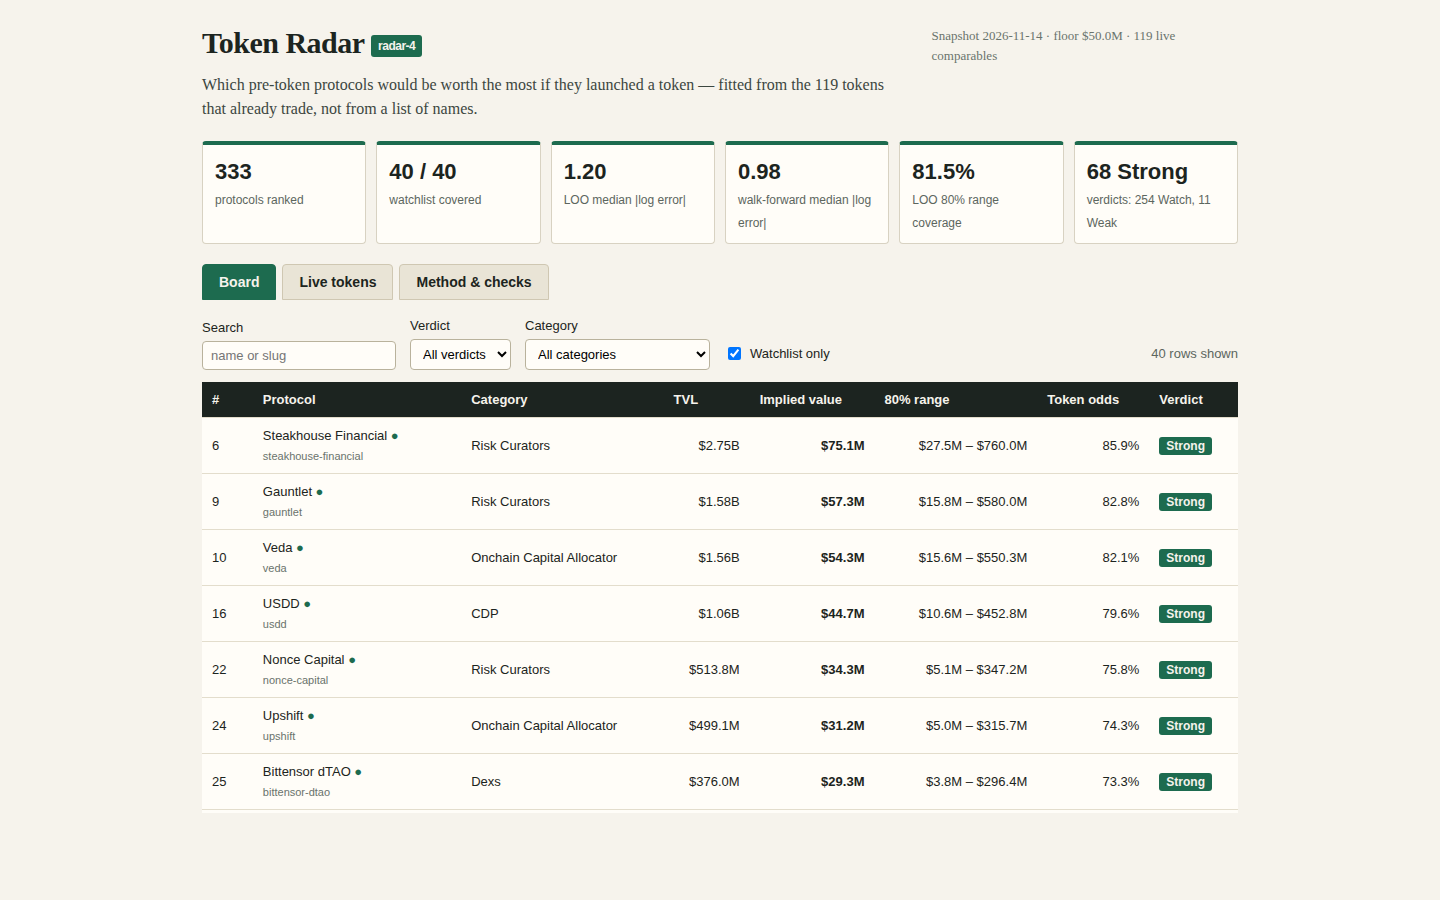 Token Radar radar-4
Snapshot 2026-11-14 · floor $50.0M · 119 live
comparables
Which pre-token protocols would be worth the most if they launched a token — fitted from the 119 tokens
that already trade, not from a list of names.
333
protocols ranked
40 / 40
watchlist covered
1.20
LOO median |log error|
0.98
walk-forward median |log
error|
81.5%
LOO 80% range
coverage
68 Strong
verdicts: 254 Watch, 11
Weak
Board Live tokens Method & checks
Search Verdict Category
name or slug All verdicts All categories Watchlist only 40 rows shown
# Protocol Category TVL Implied value 80% range Token odds Verdict
6 Steakhouse Financial ● Risk Curators $2.75B $75.1M $27.5M – $760.0M 85.9% Strong
steakhouse-financial
9 Gauntlet ● Risk Curators $1.58B $57.3M $15.8M – $580.0M 82.8% Strong
gauntlet
10 Veda ● Onchain Capital Allocator $1.56B $54.3M $15.6M – $550.3M 82.1% Strong
veda
16 USDD ● CDP $1.06B $44.7M $10.6M – $452.8M 79.6% Strong
usdd
22 Nonce Capital ● Risk Curators $513.8M $34.3M $5.1M – $347.2M 75.8% Strong
nonce-capital
24 Upshift ● Onchain Capital Allocator $499.1M $31.2M $5.0M – $315.7M 74.3% Strong
upshift
25 Bittensor dTAO ● Dexs $376.0M $29.3M $3.8M – $296.4M 73.3% Strong
bittensor-dtao